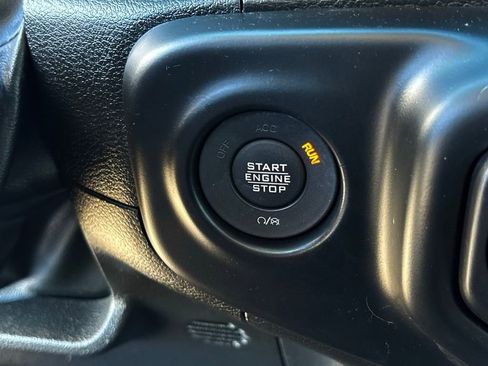 OFF ACC RUN
START
ENGINE
STOP